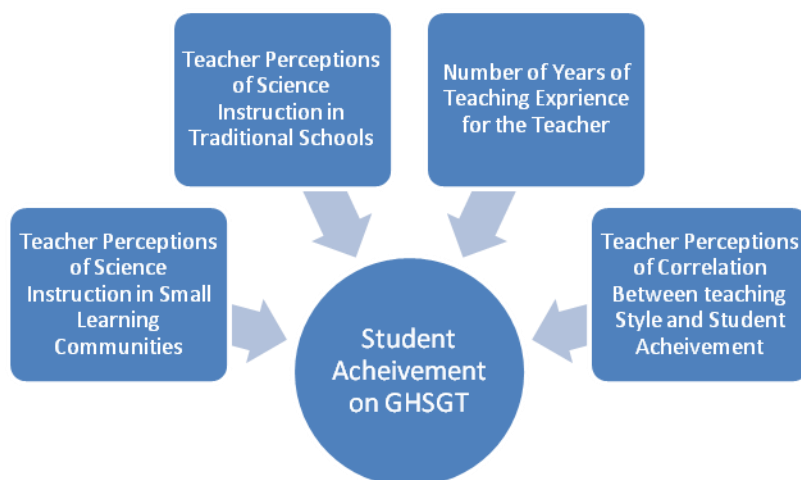 Teacher Perceptions
of Science
Instruction in
Traditional Schools
Number of Years of
Teaching Exprience
for the Teacher
Teacher Perceptions
of Science
Instruction in Small
Learning
Communities
Teacher Perceptions
of Correlation
Between teaching
Style and Student
Acheivement
Student
Acheivement
on GHSGT